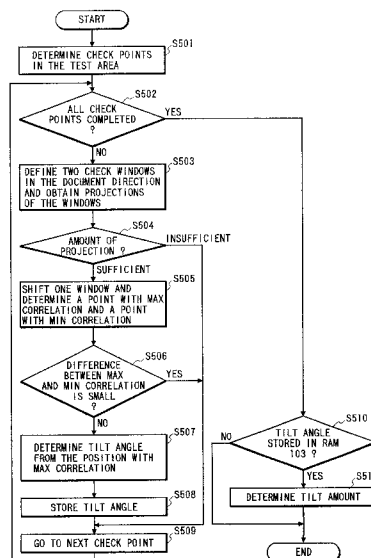 START
S501
DETERMINE CHECK POINTS
IN THE TEST AREA
S502
ALL CHECK
POINTS COMPLETED
?
YES
NO
S503
DEFINE TWO CHECK WINDOWS
IN THE DOCUMENT DIRECTION
AND OBTAIN PROJECTIONS
OF THE WINDOWS
S504
AMOUNT OF
PROJECTION ?
INSUFFICIENT
SUFFICIENT
S505
SHIFT ONE WINDOW AND
DETERMINE A POINT WITH MAX
CORRELATION AND A POINT
WITH MIN CORRELATION
S506
DIFFERENCE
BETWEEN MAX
AND MIN CORRELATION
IS SMALL
?
YES
NO
S507
DETERMINE TILT ANGLE
FROM THE POSITION WITH
MAX CORRELATION
S508
STORE TILT ANGLE
S509
GO TO NEXT CHECK POINT
S510
TILT ANGLE
STORED IN RAM
103 ?
NO
YES
DETERMINE TILT AMOUNT
END